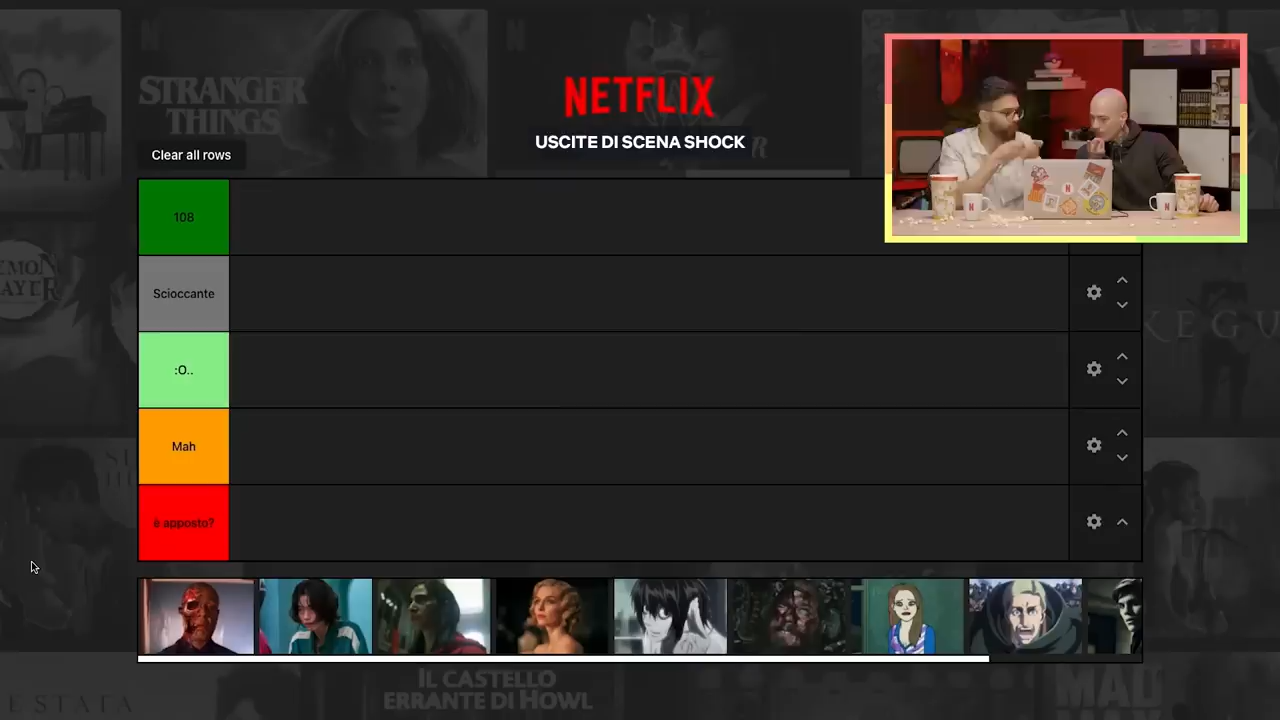 STRANGER
THINGS
NETFLIX
USCITE DI SCENA SHOCK
Clear all rows
108
Scioccante
:O..
Mah
è apposto?
IL CASTELLO
ERRANTE DI HOWL
MAD
N
N
N